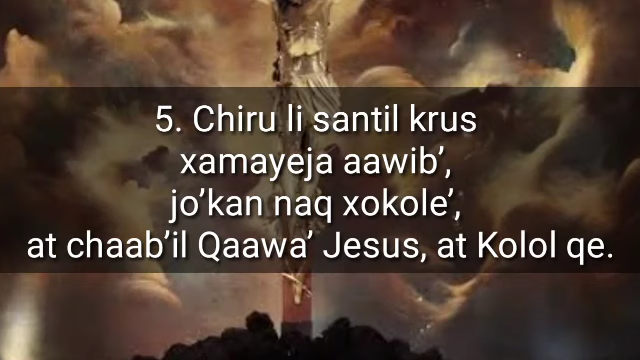 5. Chiru li santil krus
xamayeja aawib’,
jo’kan naq xokole’,
at chaab’il Qaawa’ Jesus, at Kolol qe.